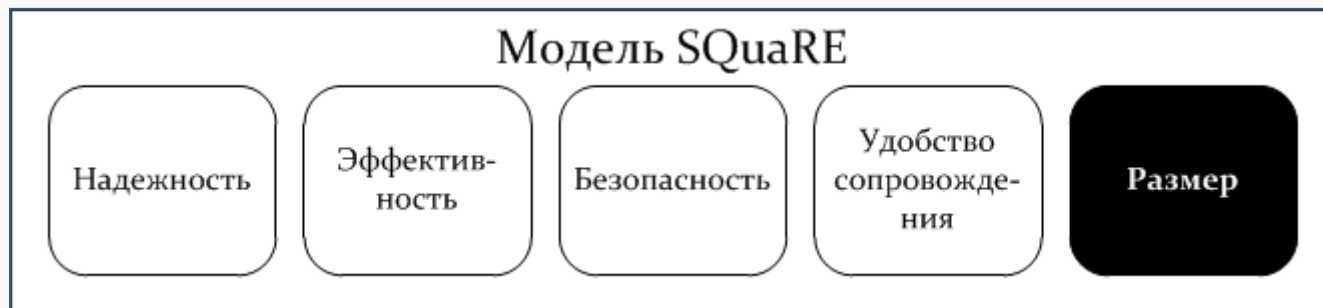 Модель SQuaRE
Надежность
Эффектив-
ность
Безопасность
Удобство
сопровожде-
ния
Размер